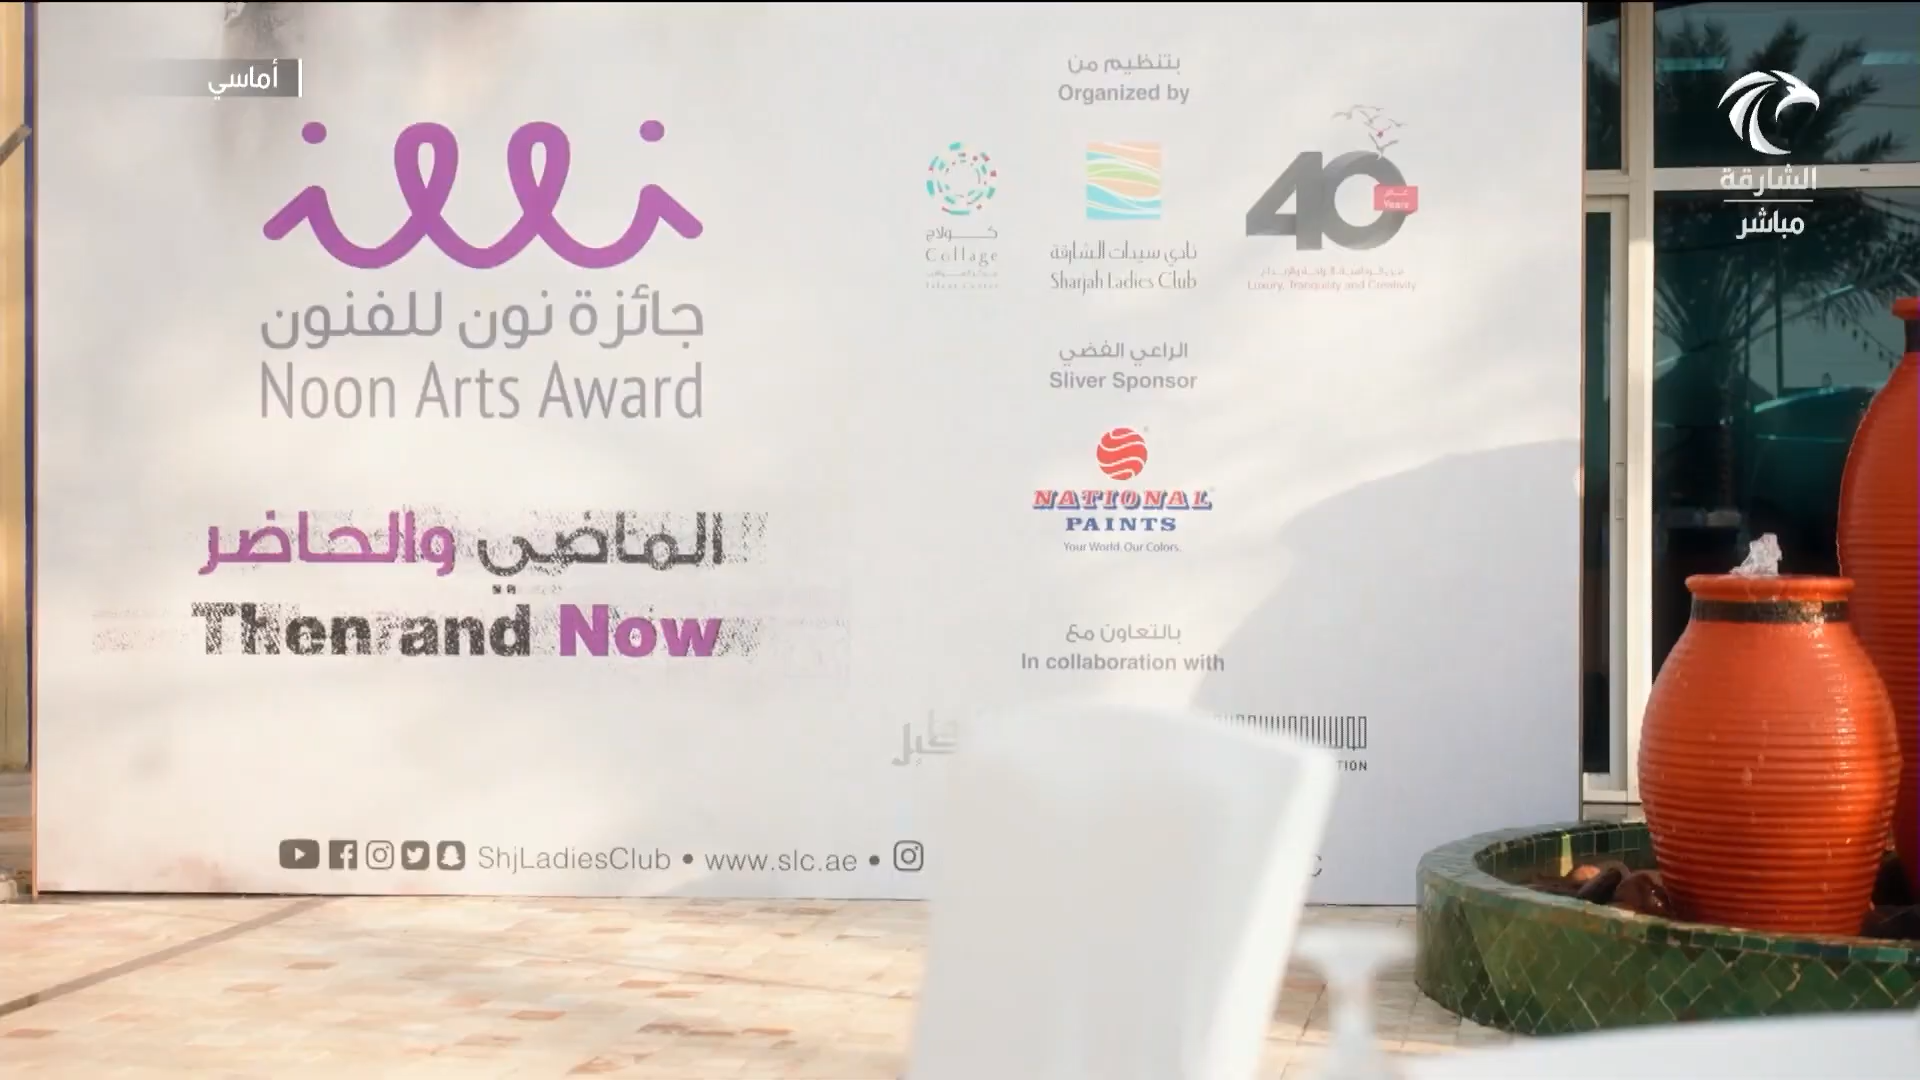 أماسي
الشارقة
مباشر
جائزة نون للفنون
Noon Arts Award
الماضي والحاضر
Then and Now
بتنظيم من
Organized by
كولاج
Collage
نادي سيدات الشارقة
Sharjah Ladies Club
40
Years
Luxury, Tranquility and Creativity
الراعي الفضي
Sliver Sponsor
NATIONAL
PAINTS
Your World. Our Colors.
بالتعاون مع
In collaboration with
ShjLadiesClub • www.slc.ae •